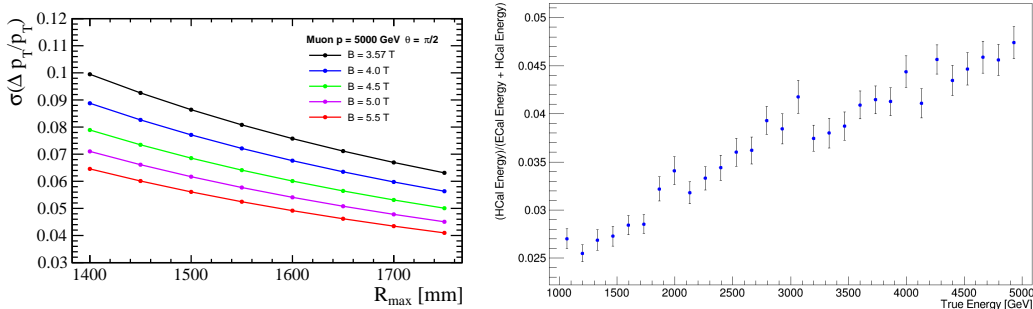 σ(Δ p_T/p_T)
0.12
0.11
0.1
0.09
0.08
0.07
0.06
0.05
0.04
0.03
Muon p = 5000 GeV θ = π/2
B = 3.57 T
B = 4.0 T
B = 4.5 T
B = 5.0 T
B = 5.5 T
1400 1500 1600 1700
R_max [mm]
(HCal Energy)/(ECal Energy + HCal Energy)
0.05
0.045
0.04
0.035
0.03
0.025
1000 1500 2000 2500 3000 3500 4000 4500 5000
True Energy [GeV]